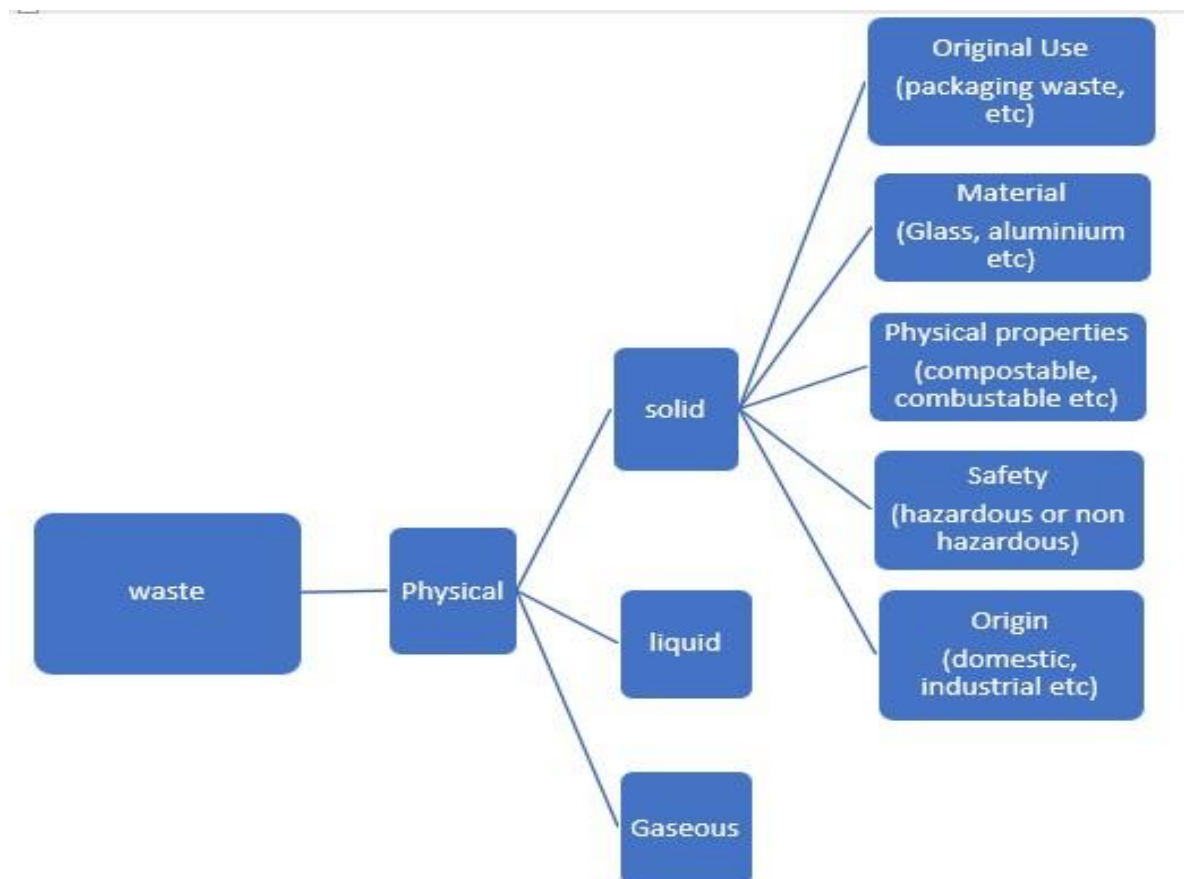 Original Use
(packaging waste,
etc)
Material
(Glass, aluminium
etc)
Physical properties
(compostable,
combustable etc)
solid
Safety
(hazardous or non
hazardous)
waste
Physical
Origin
(domestic,
industrial etc)
liquid
Gaseous